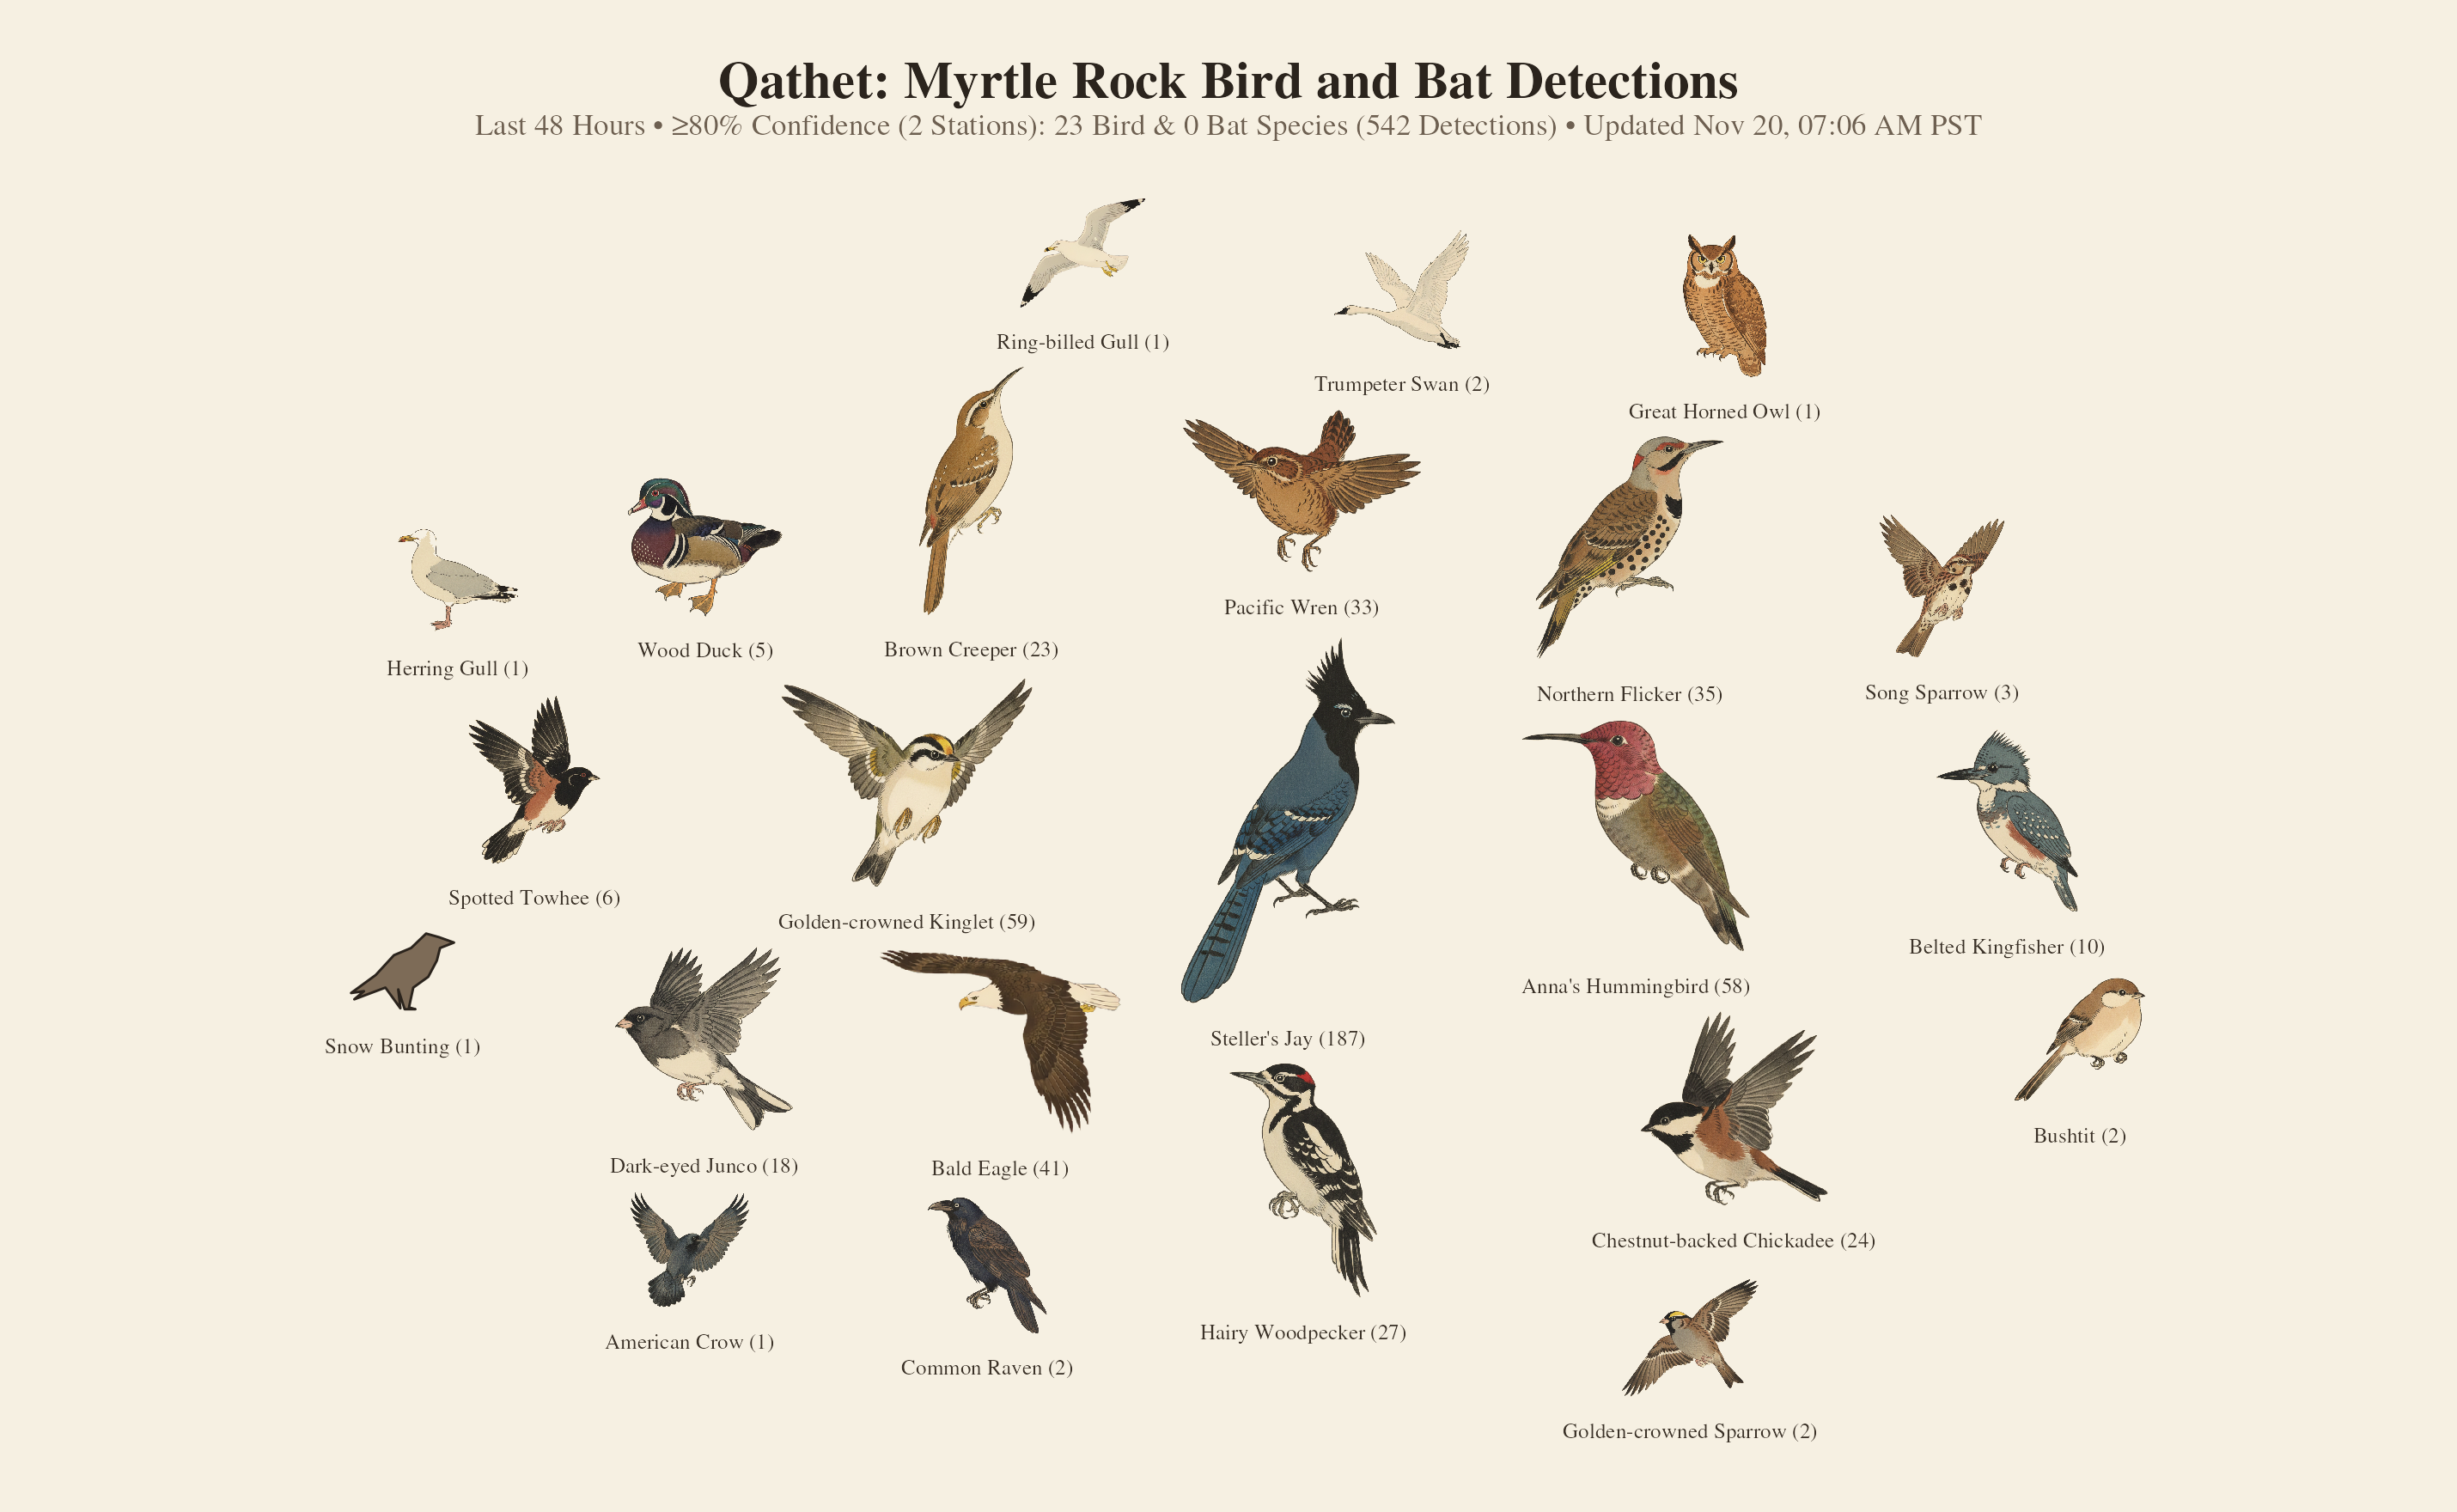 Qathet: Myrtle Rock Bird and Bat Detections
Last 48 Hours • ≥80% Confidence (2 Stations): 23 Bird & 0 Bat Species (542 Detections) • Updated Nov 20, 07:06 AM PST
Ring-billed Gull (1)
Trumpeter Swan (2)
Great Horned Owl (1)
Pacific Wren (33)
Brown Creeper (23)
Wood Duck (5)
Herring Gull (1)
Northern Flicker (35)
Song Sparrow (3)
Spotted Towhee (6)
Golden-crowned Kinglet (59)
Belted Kingfisher (10)
Anna's Hummingbird (58)
Steller's Jay (187)
Snow Bunting (1)
Bushtit (2)
Dark-eyed Junco (18)
Bald Eagle (41)
Chestnut-backed Chickadee (24)
Hairy Woodpecker (27)
American Crow (1)
Common Raven (2)
Golden-crowned Sparrow (2)